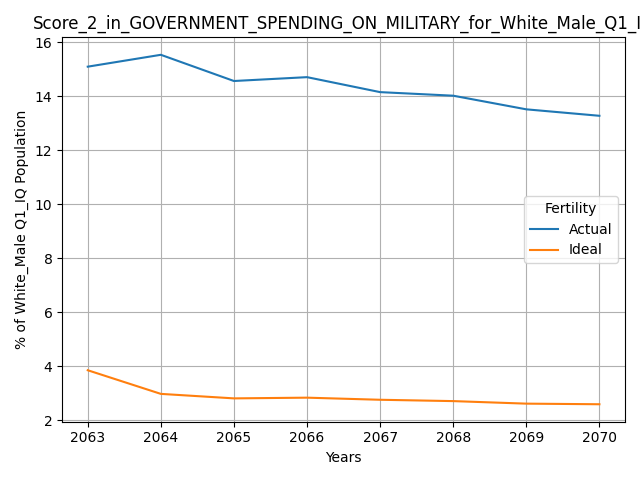 Score_2_in_GOVERNMENT_SPENDING_ON_MILITARY_for_White_Male_Q1_I
16
14
12
10
8
6
4
2
% of White_Male Q1_IQ Population
Fertility
Actual
Ideal
2063 2064 2065 2066 2067 2068 2069 2070
Years